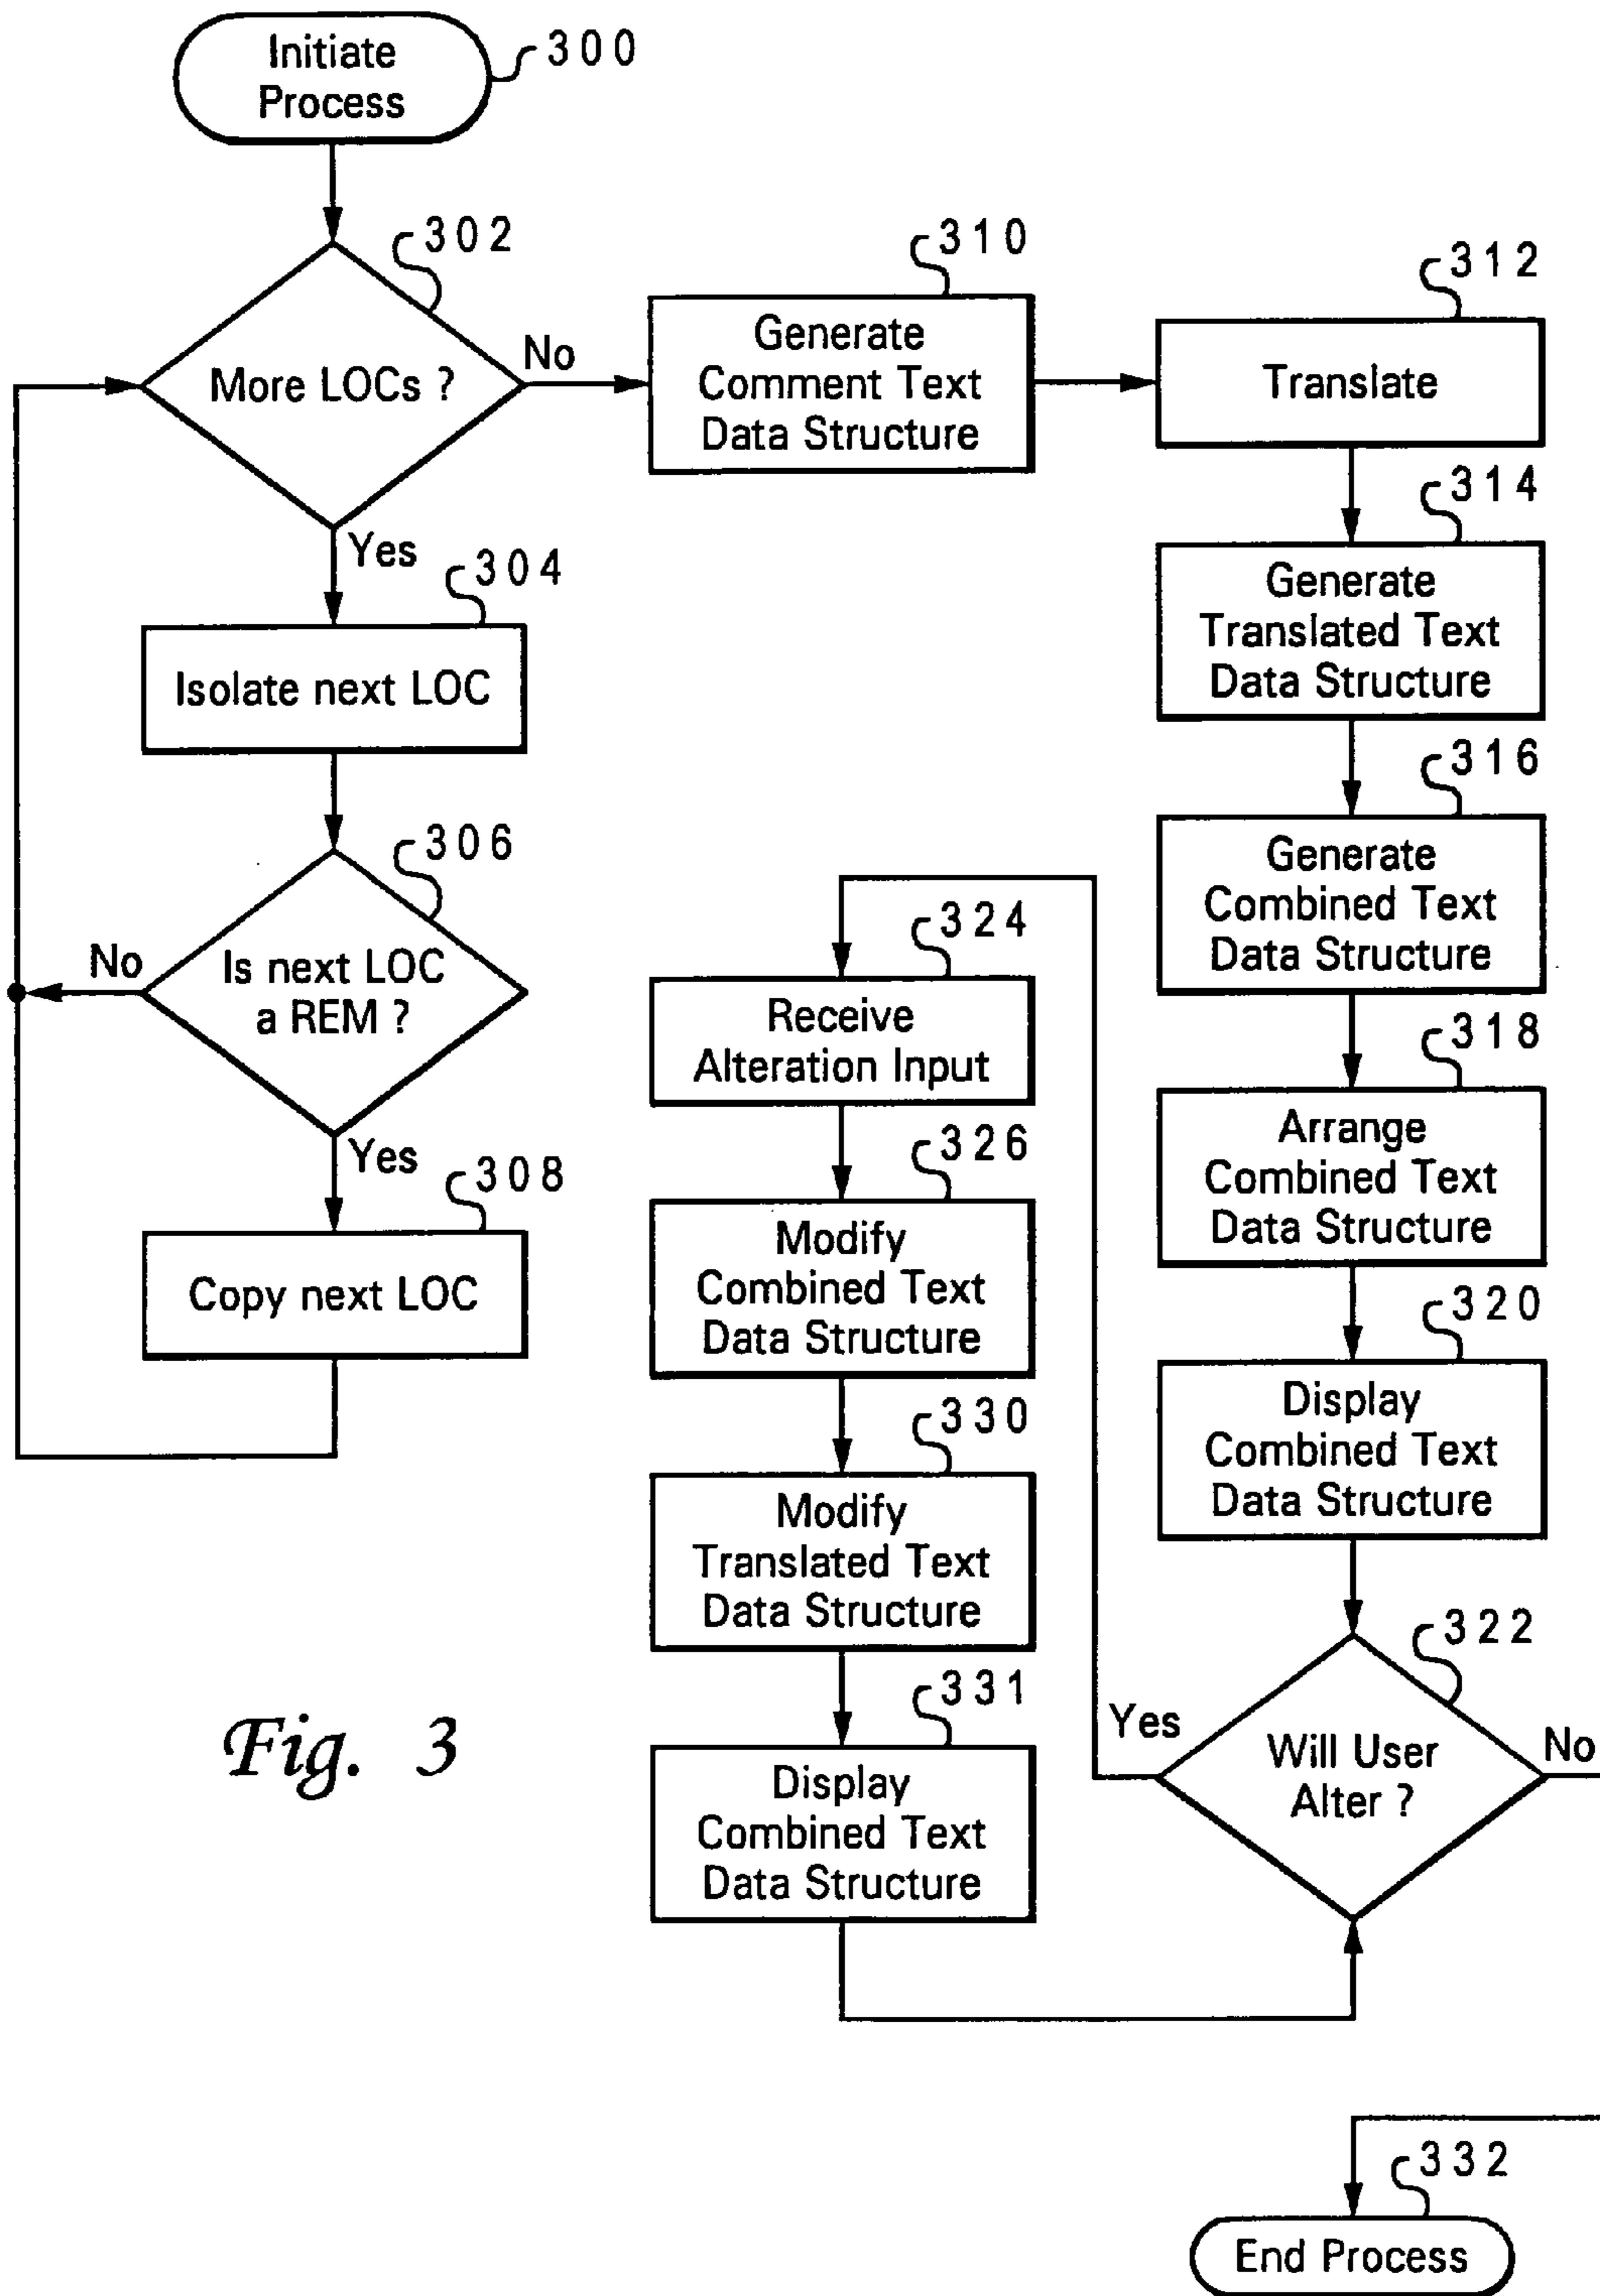 Initiate
Process
300
302
More LOCs ?
No
Yes
304
Isolate next LOC
306
Is next LOC
a REM ?
No
Yes
308
Copy next LOC
310
Generate
Comment Text
Data Structure
312
Translate
314
Generate
Translated Text
Data Structure
316
Generate
Combined Text
Data Structure
318
Arrange
Combined Text
Data Structure
320
Display
Combined Text
Data Structure
322
Will User
Alter ?
Yes
No
324
Receive
Alteration Input
326
Modify
Combined Text
Data Structure
330
Modify
Translated Text
Data Structure
331
Display
Combined Text
Data Structure
332
End Process
Fig. 3